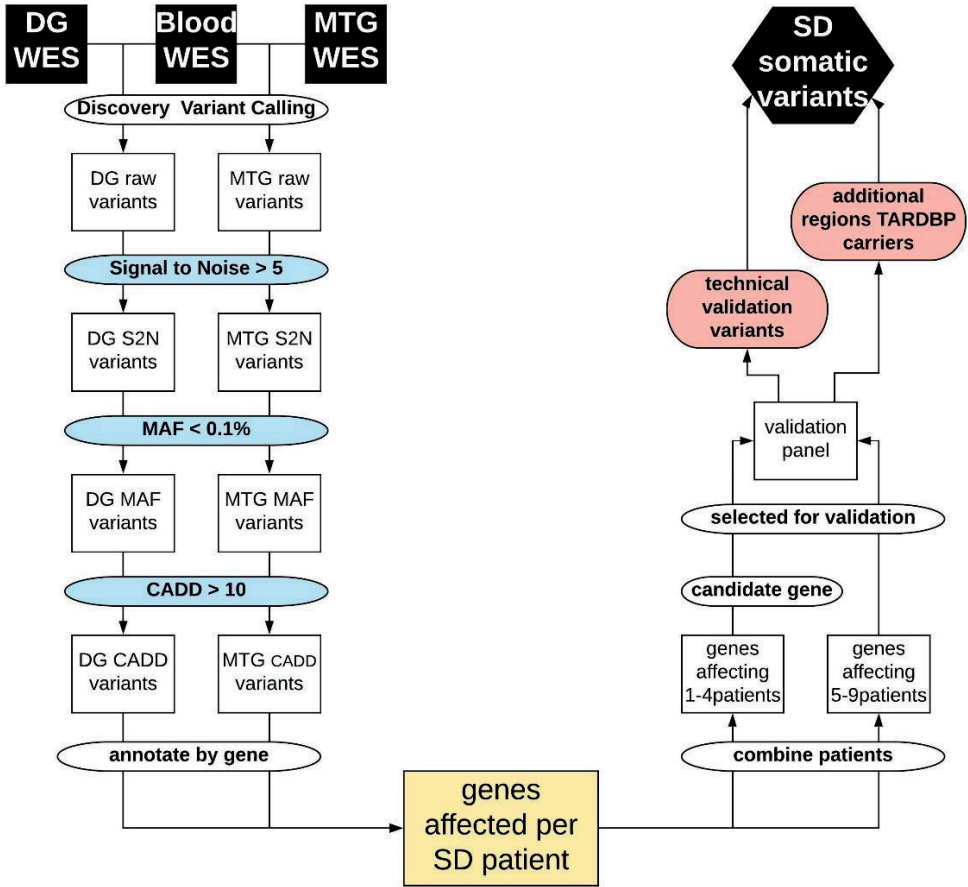 DG
WES
Blood
WES
MTG
WES
Discovery Variant Calling
DG raw
variants
MTG raw
variants
Signal to Noise > 5
DG S2N
variants
MTG S2N
variants
MAF < 0.1%
DG MAF
variants
MTG MAF
variants
CADD > 10
DG CADD
variants
MTG CADD
variants
annotate by gene
genes
affected per
SD patient
combine patients
genes
affecting
1-4patients
genes
affecting
5-9patients
candidate gene
selected for validation
validation
panel
technical
validation
variants
additional
regions TARDBP
carriers
SD
somatic
variants